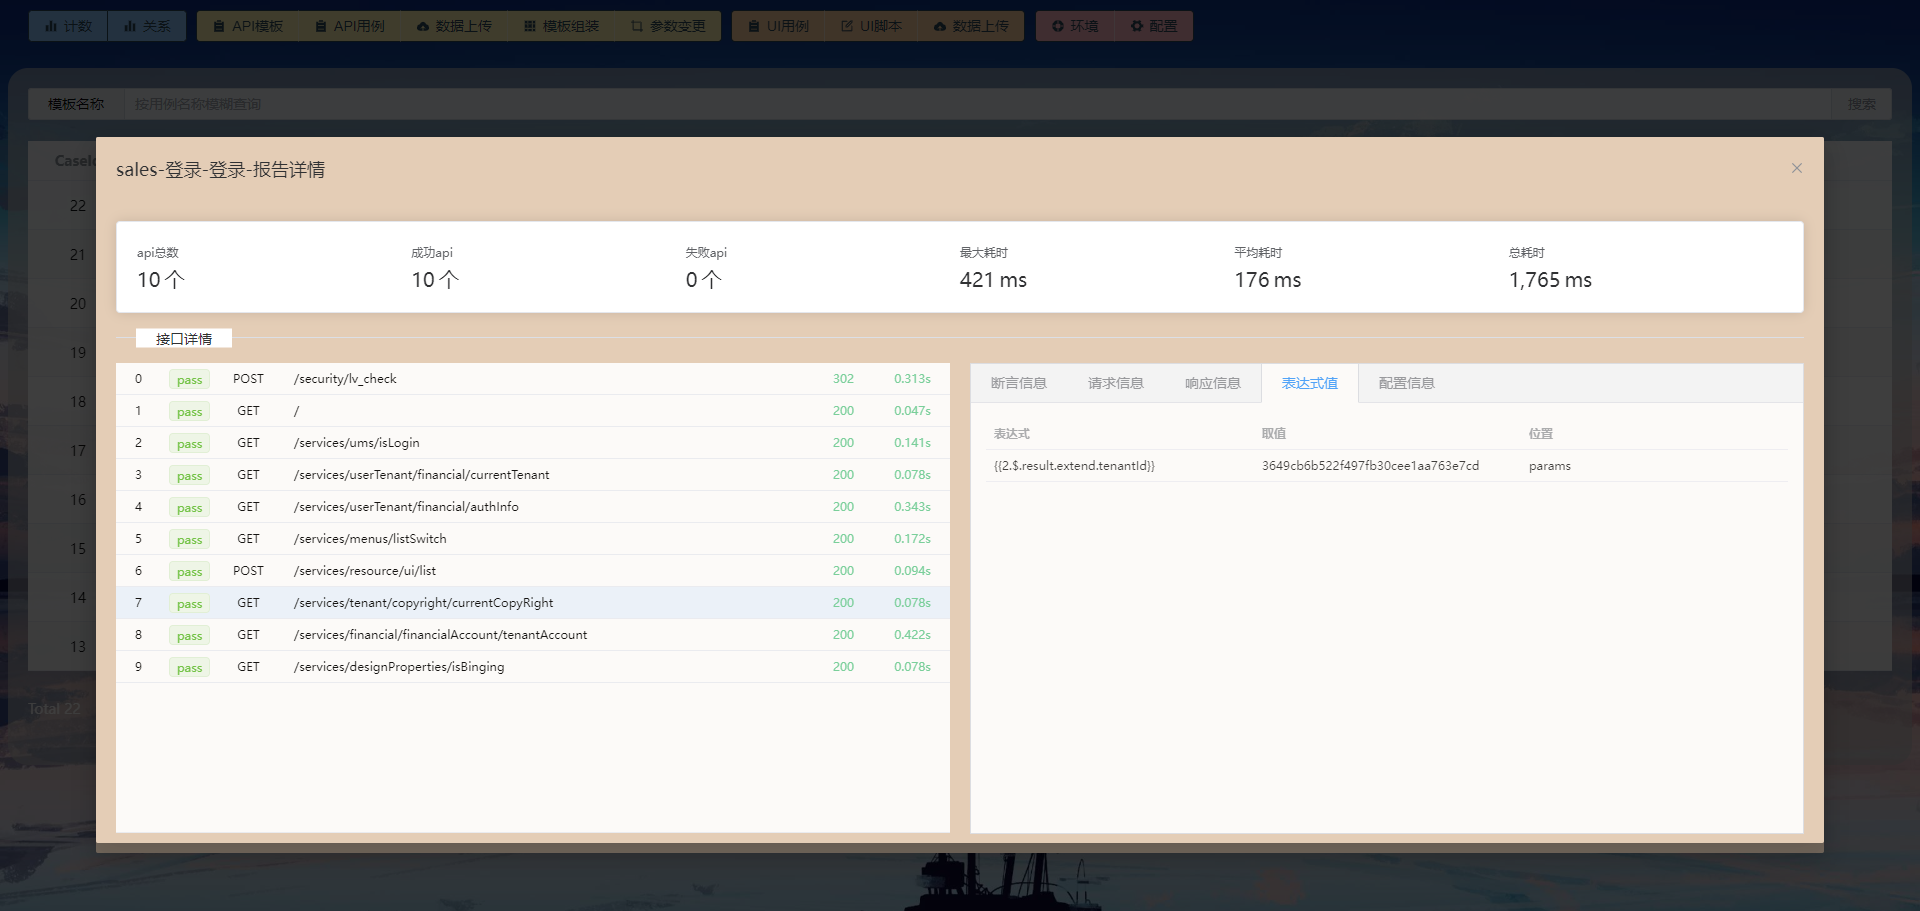 计数 关系 API模板 API用例 数据上传 模板组装 参数变更 UI用例 UI脚本 数据上传 环境 配置
模板名称 按用例名称模糊查询 搜索
sales-登录-登录-报告详情
api总数 成功api 失败api 最大耗时 平均耗时 总耗时
10 个 10 个 0 个 421 ms 176 ms 1,765 ms
接口详情
0 pass POST /security/lv_check 302 0.313s
1 pass GET / 200 0.047s
2 pass GET /services/ums/isLogin 200 0.141s
3 pass GET /services/userTenant/financial/currentTenant 200 0.078s
4 pass GET /services/userTenant/financial/authInfo 200 0.343s
5 pass GET /services/menus/listSwitch 200 0.172s
6 pass POST /services/resource/ui/list 200 0.094s
7 pass GET /services/tenant/copyright/currentCopyRight 200 0.078s
8 pass GET /services/financial/financialAccount/tenantAccount 200 0.422s
9 pass GET /services/designProperties/isBinging 200 0.078s
断言信息 请求信息 响应信息 表达式值 配置信息
表达式 取值 位置
{{2.$.result.extend.tenantId}} 3649cb6b522f497fb30cee1aa763e7cd params
22
21
20
19
18
17
16
15
14
13
Total 22